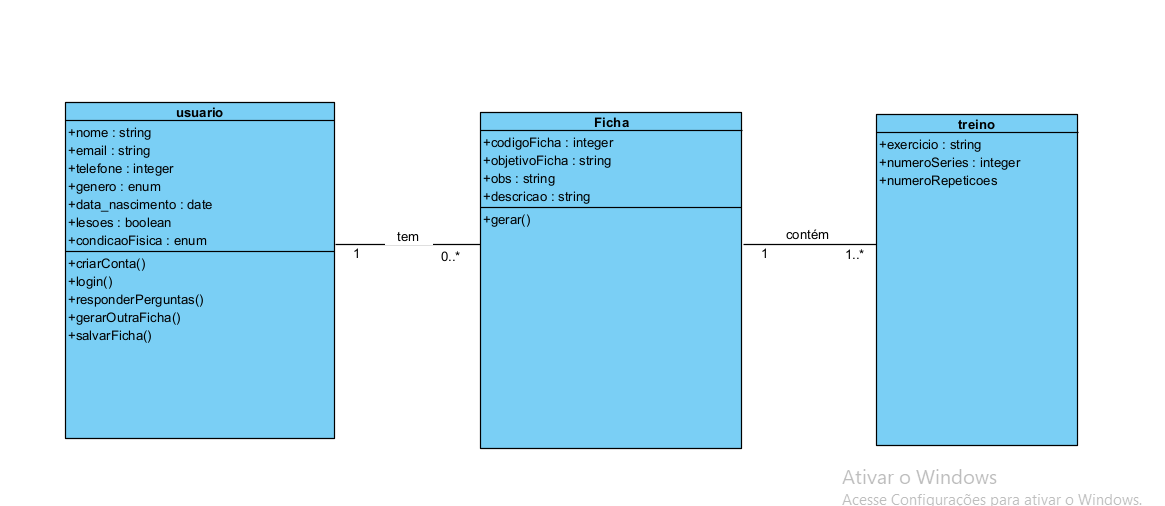 usuario
+nome : string
+email : string
+telefone : integer
+genero : enum
+data_nascimento : date
+lesoes : boolean
+condicaoFisica : enum
+criarConta()
+login()
+responderPerguntas()
+gerarOutraFicha()
+salvarFicha()
tem
1
0..*
Ficha
+codigoFicha : integer
+objetivoFicha : string
+obs : string
+descricao : string
+gerar()
contém
1
1..*
treino
+exercicio : string
+numeroSeries : integer
+numeroRepeticoes
Ativar o Windows
Acesse Configurações para ativar o Windows.